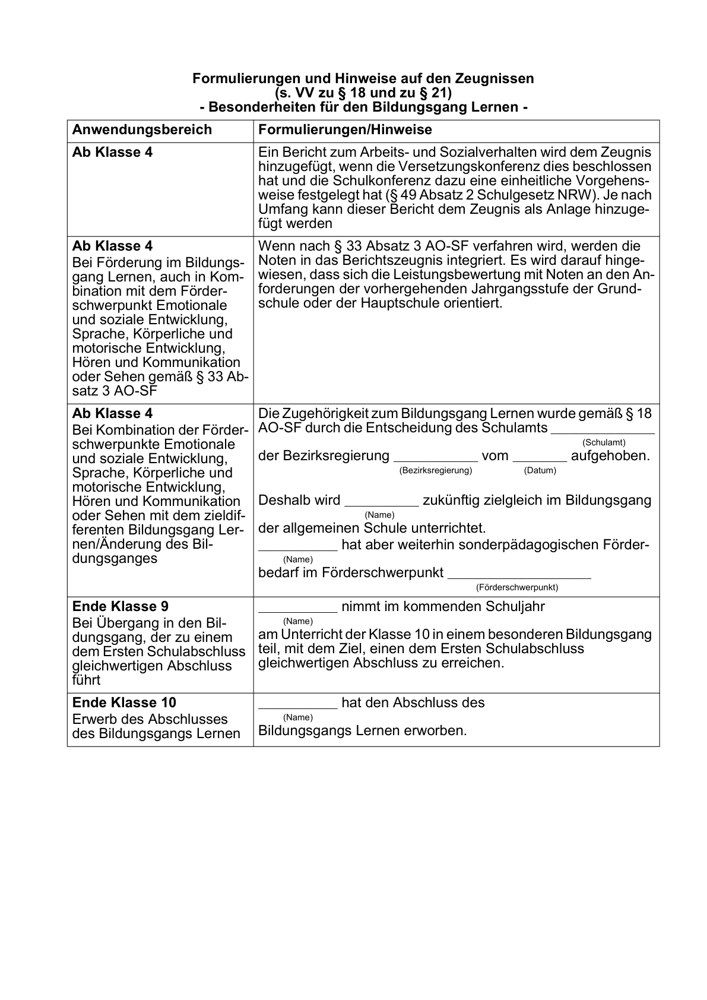 Formulierungen und Hinweise auf den Zeugnissen
(s. VV zu § 18 und zu § 21)
- Besonderheiten für den Bildungsgang Lernen -
Anwendungsbereich
Formulierungen/Hinweise
Ab Klasse 4
Ein Bericht zum Arbeits- und Sozialverhalten wird dem Zeugnis
hinzugefügt, wenn die Versetzungskonferenz dies beschlossen
hat und die Schulkonferenz dazu eine einheitliche Vorgehens-
weise festgelegt hat (§ 49 Absatz 2 Schulgesetz NRW). Je nach
Umfang kann dieser Bericht dem Zeugnis als Anlage hinzuge-
fügt werden
Ab Klasse 4
Bei Förderung im Bildungs-
gang Lernen, auch in Kom-
bination mit dem Förder-
schwerpunkt Emotionale
und soziale Entwicklung,
Sprache, Körperliche und
motorische Entwicklung,
Hören und Kommunikation
oder Sehen gemäß § 33 Ab-
satz 3 AO-SF
Wenn nach § 33 Absatz 3 AO-SF verfahren wird, werden die
Noten in das Berichtszeugnis integriert. Es wird darauf hinge-
wiesen, dass sich die Leistungsbewertung mit Noten an den An-
forderungen der vorhergehenden Jahrgangsstufe der Grund-
schule oder der Hauptschule orientiert.
Ab Klasse 4
Bei Kombination der Förder-
schwerpunkte Emotionale
und soziale Entwicklung,
Sprache, Körperliche und
motorische Entwicklung,
Hören und Kommunikation
oder Sehen mit dem zieldif-
ferenten Bildungsgang Ler-
nen/Änderung des Bil-
dungsganges
Die Zugehörigkeit zum Bildungsgang Lernen wurde gemäß § 18
AO-SF durch die Entscheidung des Schulamts ______________
(Schulamt)
der Bezirksregierung ___________ vom _______ aufgehoben.
(Bezirksregierung) (Datum)
Deshalb wird __________ zukünftig zielgleich im Bildungsgang
(Name)
der allgemeinen Schule unterrichtet.
__________ hat aber weiterhin sonderpädagogischen Förder-
(Name)
bedarf im Förderschwerpunkt ___________________
(Förderschwerpunkt)
Ende Klasse 9
Bei Übergang in den Bil-
dungsgang, der zu einem
dem Ersten Schulabschluss
gleichwertigen Abschluss
führt
__________ nimmt im kommenden Schuljahr
(Name)
am Unterricht der Klasse 10 in einem besonderen Bildungsgang
teil, mit dem Ziel, einen dem Ersten Schulabschluss
gleichwertigen Abschluss zu erreichen.
Ende Klasse 10
Erwerb des Abschlusses
des Bildungsgangs Lernen
__________ hat den Abschluss des
(Name)
Bildungsgangs Lernen erworben.